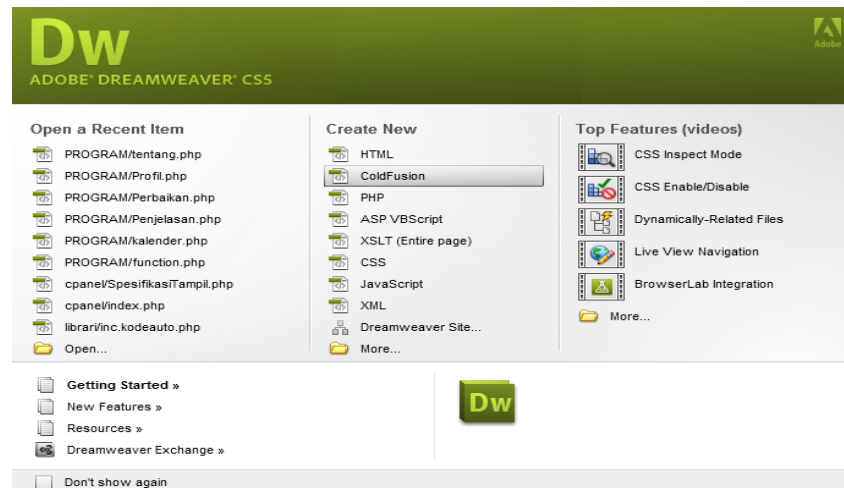 Dw
ADOBE® DREAMWEAVER® CS5
Adobe
Open a Recent Item
PROGRAM/tentang.php
PROGRAM/Profil.php
PROGRAM/Perbaikan.php
PROGRAM/Penjelasan.php
PROGRAM/kalender.php
PROGRAM/function.php
cpanel/SpesifikasiTampil.php
cpanel/index.php
librari/inc.kodeauto.php
Open...
Create New
HTML
ColdFusion
PHP
ASP VBScript
XSLT (Entire page)
CSS
JavaScript
XML
Dreamweaver Site...
More...
Top Features (videos)
CSS Inspect Mode
CSS Enable/Disable
Dynamically-Related Files
Live View Navigation
BrowserLab Integration
More...
Getting Started »
New Features »
Resources »
Dreamweaver Exchange »
Dw
Don't show again